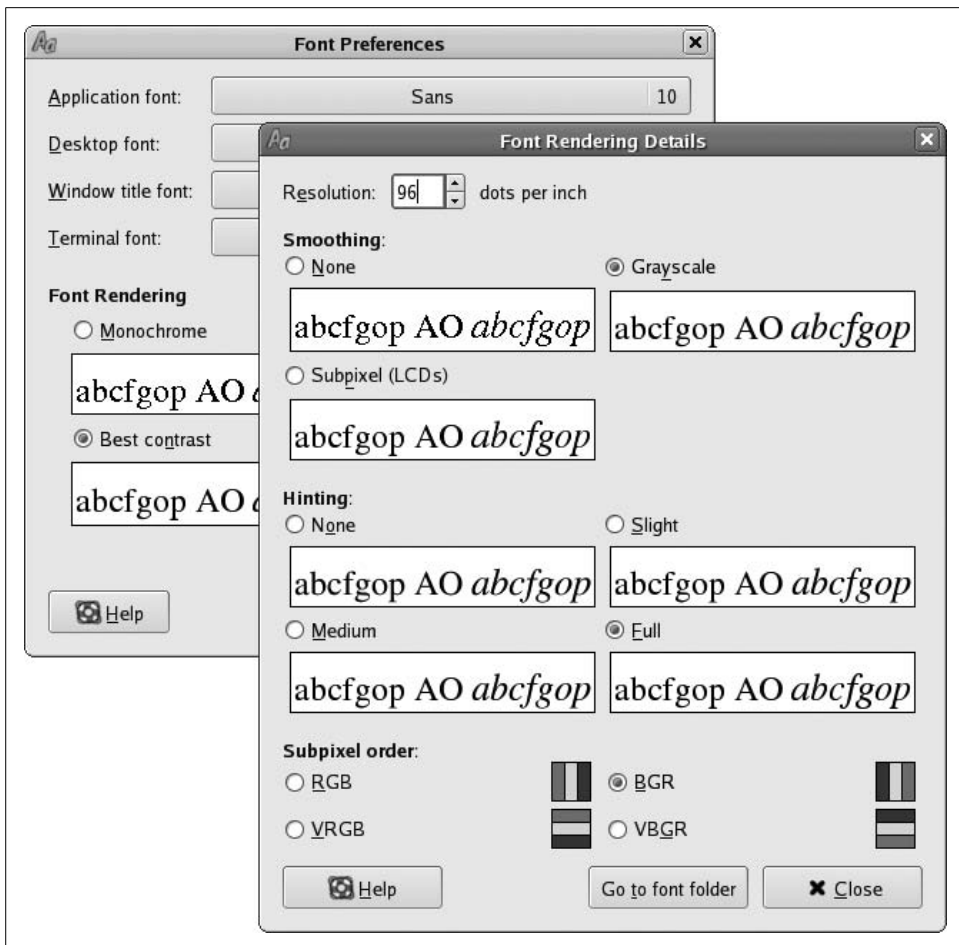 Font Preferences
Application font: Sans 10
Desktop font:
Window title font:
Terminal font:
Font Rendering
Monochrome
abcfgop AO
Best contrast
abcfgop AO
Help
Font Rendering Details
Resolution: 96 dots per inch
Smoothing:
None Grayscale
abcfgop AO abcfgop abcfgop AO abcfgop
Subpixel (LCDs)
abcfgop AO abcfgop
Hinting:
None Slight
abcfgop AO abcfgop abcfgop AO abcfgop
Medium Full
abcfgop AO abcfgop abcfgop AO abcfgop
Subpixel order:
RGB BGR
VRGB VBGR
Help Go to font folder Close